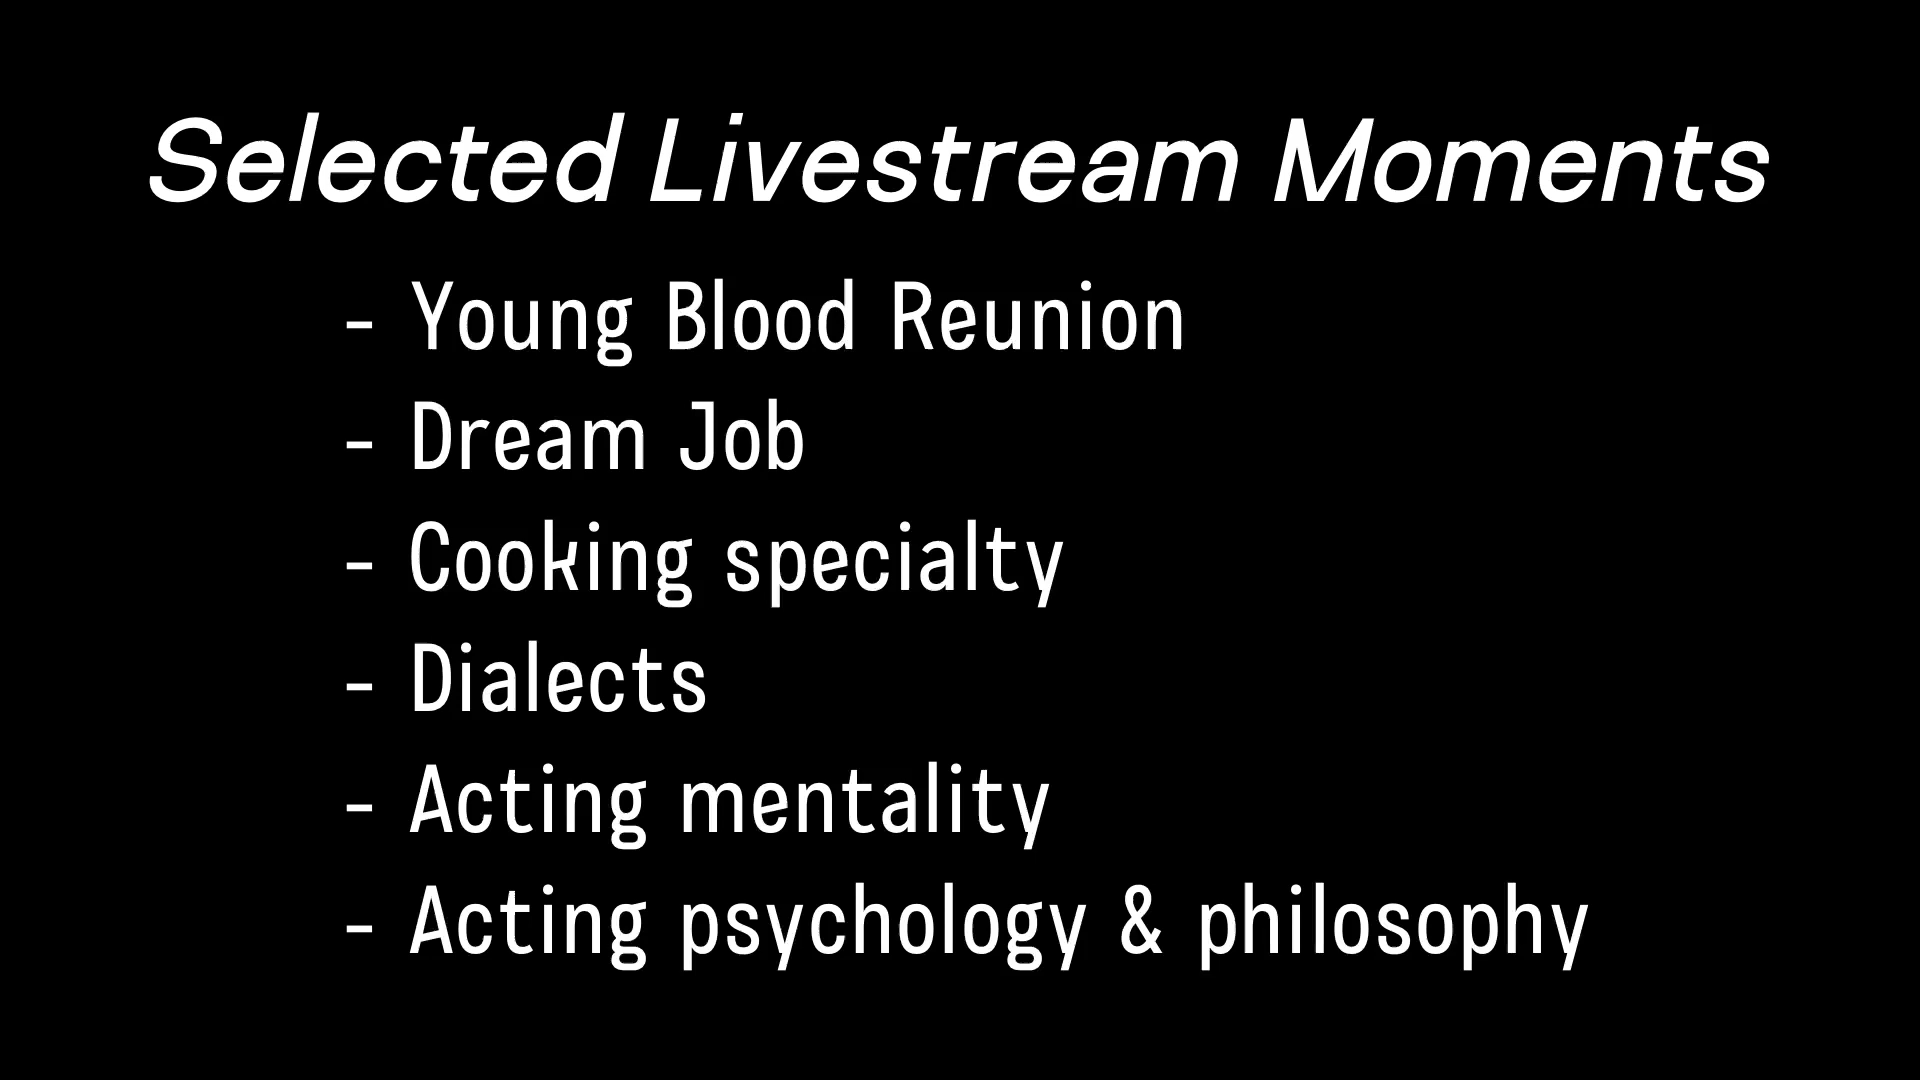 Selected Livestream Moments
- Young Blood Reunion
- Dream Job
- Cooking specialty
- Dialects
- Acting mentality
- Acting psychology & philosophy